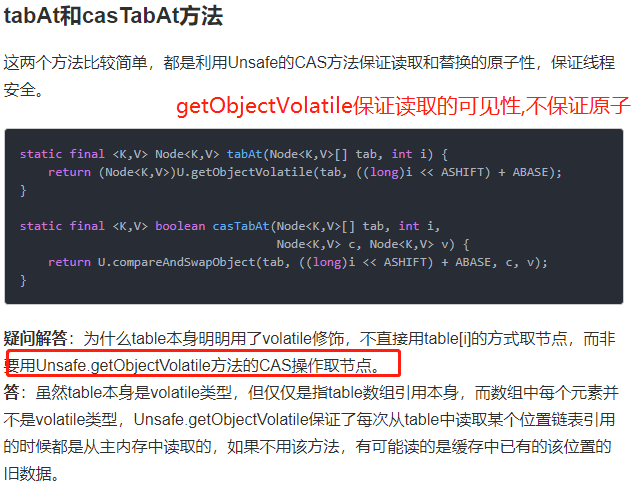 tabAt和casTabAt方法
这两个方法比较简单，都是利用Unsafe的CAS方法保证读取和替换的原子性，保证线程
安全。
getObjectVolatile保证读取的可见性,不保证原子
static final <K,V> Node<K,V> tabAt(Node<K,V>[] tab, int i) {
    return (Node<K,V>)U.getObjectVolatile(tab, ((long)i << ASHIFT) + ABASE);
}
static final <K,V> boolean casTabAt(Node<K,V>[] tab, int i,
                                    Node<K,V> c, Node<K,V> v) {
    return U.compareAndSwapObject(tab, ((long)i << ASHIFT) + ABASE, c, v);
}
疑问解答：为什么table本身明明用了volatile修饰，不直接用table[i]的方式取节点，而非
要用Unsafe.getObjectVolatile方法的CAS操作取节点。
答：虽然table本身是volatile类型，但仅仅是指table数组引用本身，而数组中每个元素并
不是volatile类型，Unsafe.getObjectVolatile保证了每次从table中读取某个位置链表引用
的时候都是从主内存中读取的，如果不用该方法，有可能读的是缓存中已有的该位置的
旧数据。